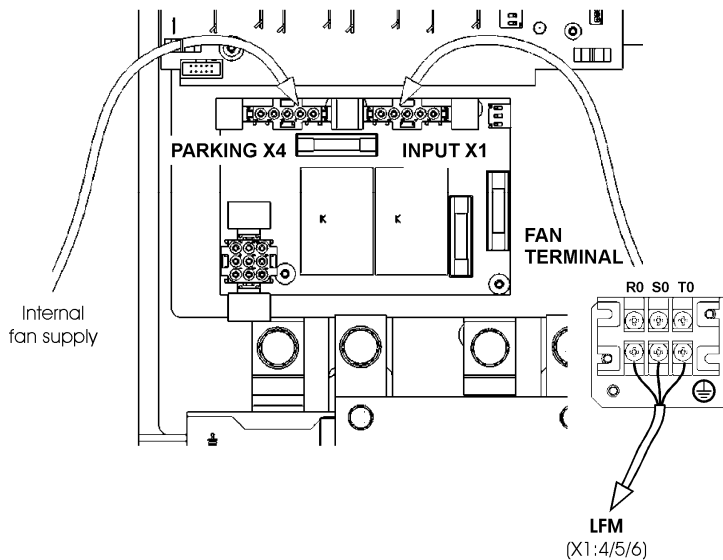 PARKING X4
INPUT X1
K
K
FAN
TERMINAL
Internal
fan supply
R0 S0 T0
LFM
(X1:4/5/6)